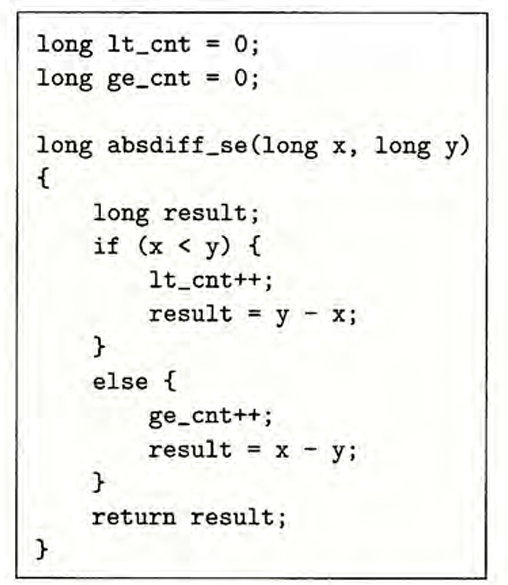 long lt_cnt = 0;
long ge_cnt = 0;

long absdiff_se(long x, long y)
{
    long result;
    if (x < y) {
        lt_cnt++;
        result = y - x;
    }
    else {
        ge_cnt++;
        result = x - y;
    }
    return result;
}